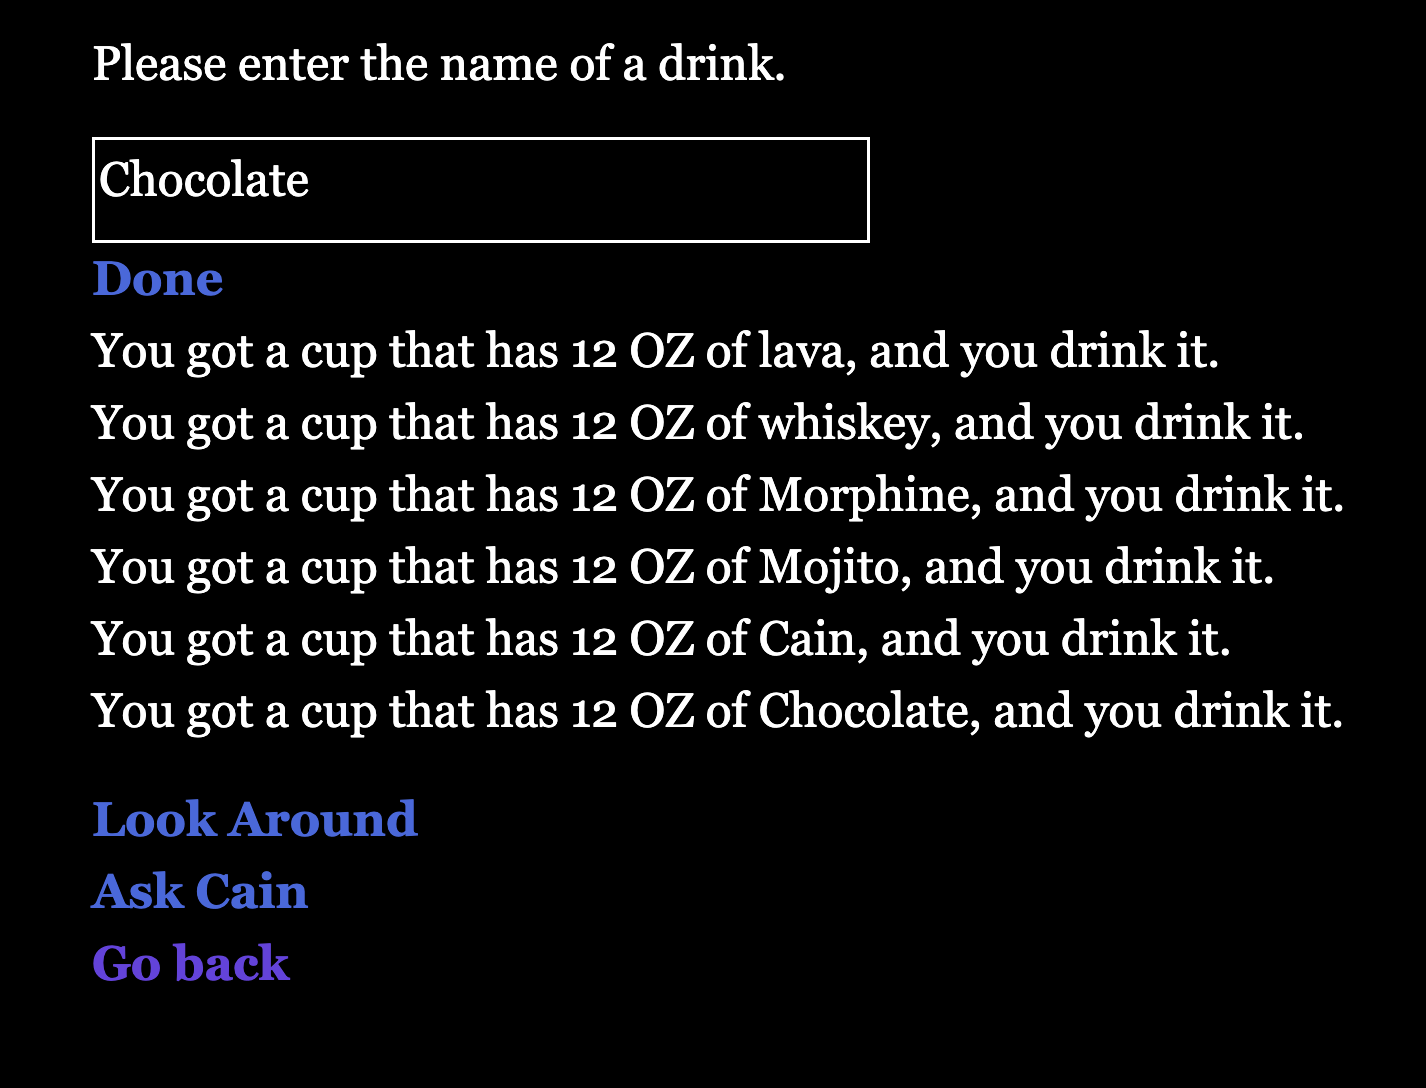 Please enter the name of a drink.
Chocolate
Done
You got a cup that has 12 OZ of lava, and you drink it.
You got a cup that has 12 OZ of whiskey, and you drink it.
You got a cup that has 12 OZ of Morphine, and you drink it.
You got a cup that has 12 OZ of Mojito, and you drink it.
You got a cup that has 12 OZ of Cain, and you drink it.
You got a cup that has 12 OZ of Chocolate, and you drink it.
Look Around
Ask Cain
Go back